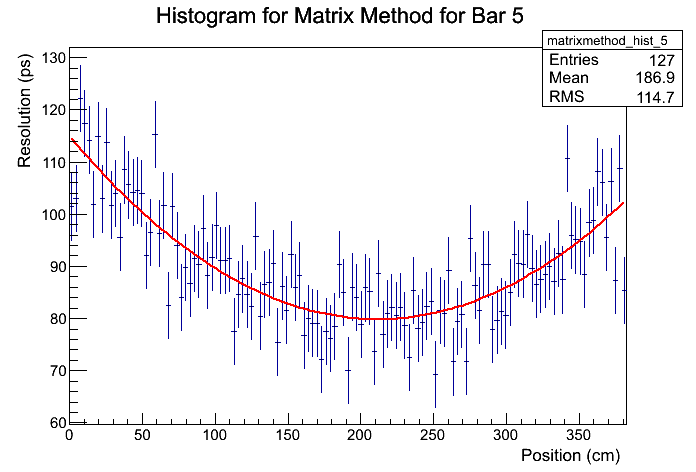 Histogram for Matrix Method for Bar 5
matrixmethod_hist_5
Entries 127
Mean 186.9
RMS 114.7
Resolution (ps)
130
120
110
100
90
80
70
60
0 50 100 150 200 250 300 350
Position (cm)